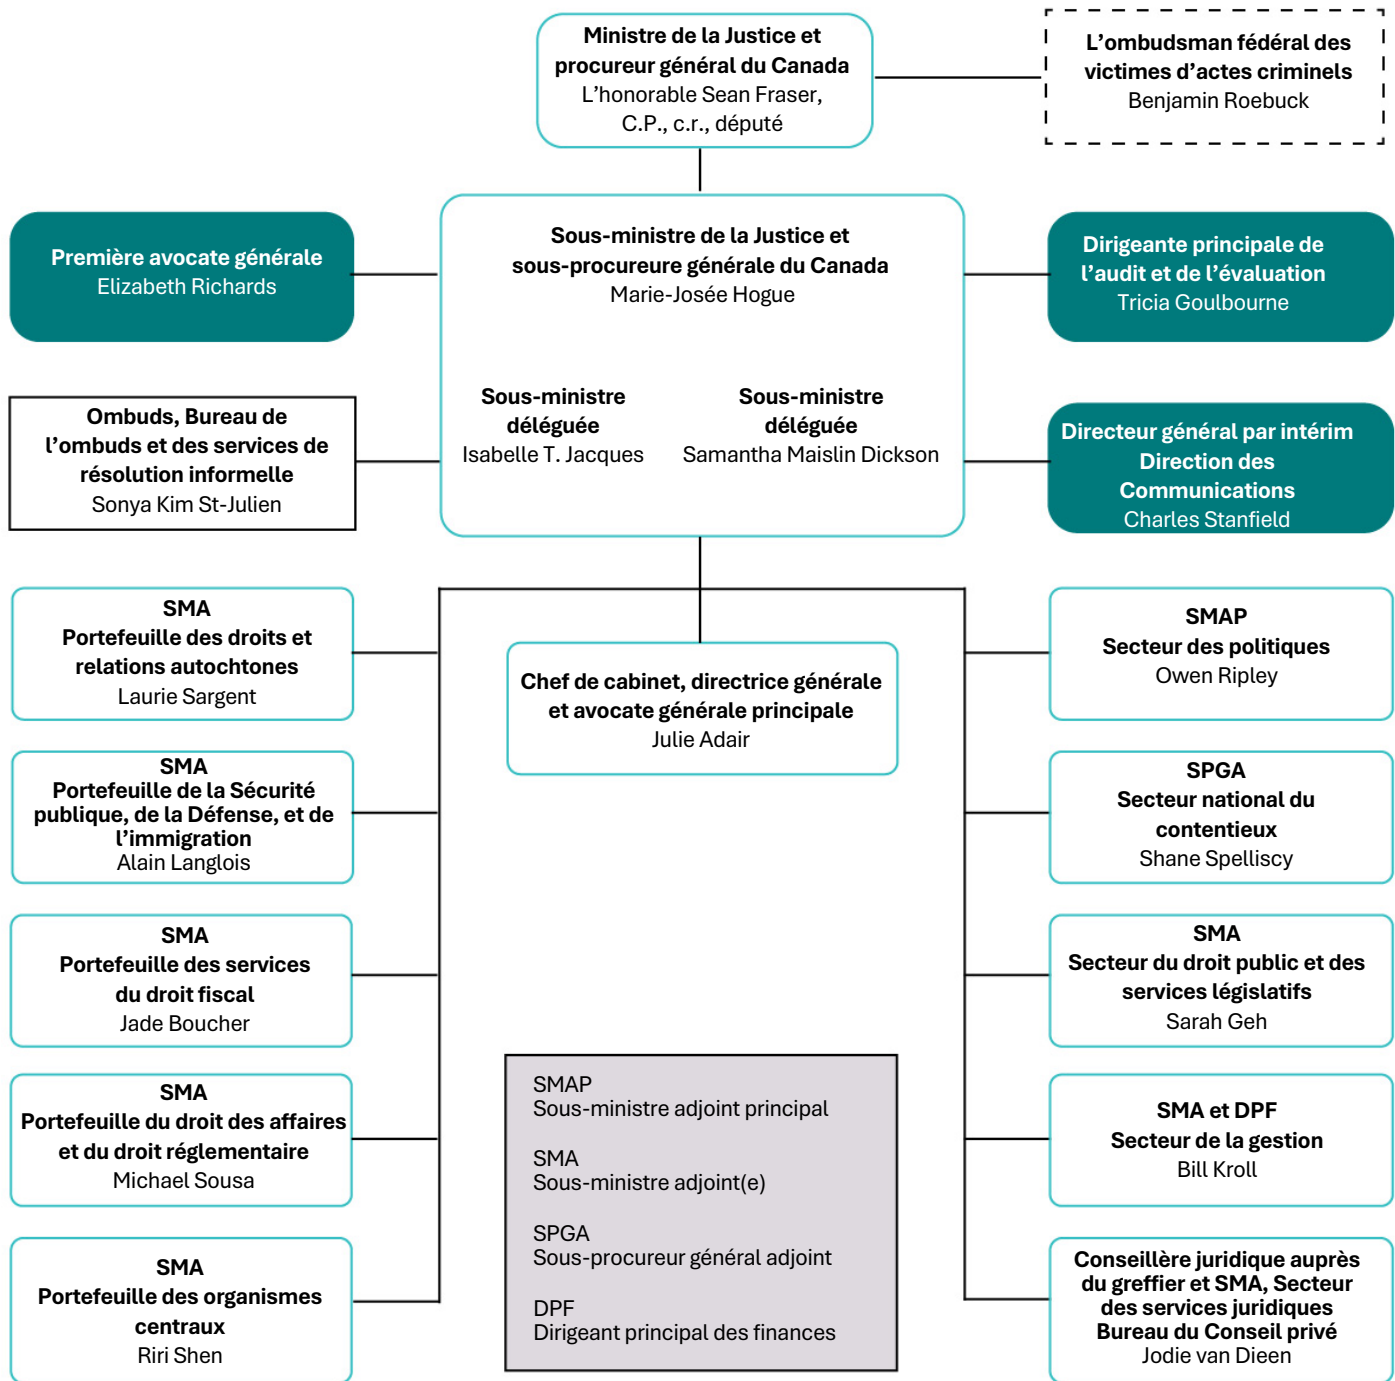 Ministre de la Justice et
procureur général du Canada
L’honorable Sean Fraser,
C.P., c.r., député
L’ombudsman fédéral des
victimes d’actes criminels
Benjamin Roebuck
Première avocate générale
Elizabeth Richards
Sous-ministre de la Justice et
sous-procureure générale du Canada
Marie-Josée Hogue
Dirigeante principale de
l’audit et de l’évaluation
Tricia Goulbourne
Ombuds, Bureau de
l’ombuds et des services de
résolution informelle
Sonya Kim St-Julien
Sous-ministre
déléguée
Isabelle T. Jacques
Sous-ministre
déléguée
Samantha Maislin Dickson
Directeur général par intérim
Direction des
Communications
Charles Stanfield
SMA
Portefeuille des droits et
relations autochtones
Laurie Sargent
Chef de cabinet, directrice générale
et avocate générale principale
Julie Adair
SMAP
Secteur des politiques
Owen Ripley
SMA
Portefeuille de la Sécurité
publique, de la Défense, et de
l’immigration
Alain Langlois
SPGA
Secteur national du
contentieux
Shane Spelliscy
SMA
Portefeuille des services
du droit fiscal
Jade Boucher
SMA
Secteur du droit public et des
services législatifs
Sarah Geh
SMA
Portefeuille du droit des affaires
et du droit réglementaire
Michael Sousa
SMA et DPF
Secteur de la gestion
Bill Kroll
SMA
Portefeuille des organismes
centraux
Riri Shen
SMAP
Sous-ministre adjoint principal
SMA
Sous-ministre adjoint(e)
SPGA
Sous-procureur général adjoint
DPF
Dirigeant principal des finances
Conseillère juridique auprès
du greffier et SMA, Secteur
des services juridiques
Bureau du Conseil privé
Jodie van Dieen